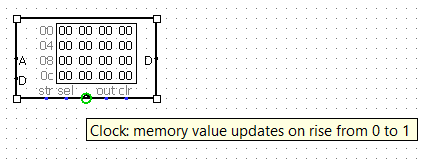 00 00 00 00 00
04 00 00 00 00
A 08 00 00 00 00 D
D 0c 00 00 00 00
str sel out clr
Clock: memory value updates on rise from 0 to 1